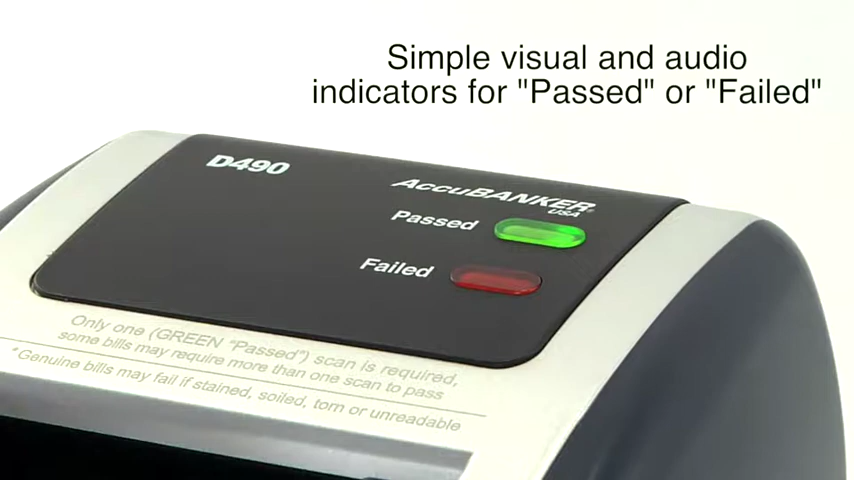 Simple visual and audio
indicators for "Passed" or "Failed"
D490
AccuBANKER®
USA
Passed
Failed
Only one (GREEN "Passed") scan is required,
some bills may require more than one scan to pass
*Genuine bills may fail if stained, soiled, torn or unreadable